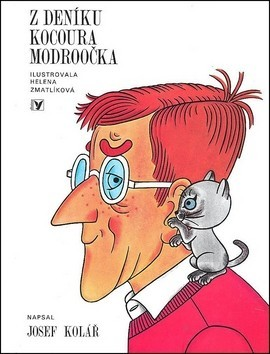 Z DENÍKU
KOCOURA
MODROOČKA
ILUSTROVALA
HELENA
ZMATLÍKOVÁ
NAPSAL
JOSEF KOLÁŘ